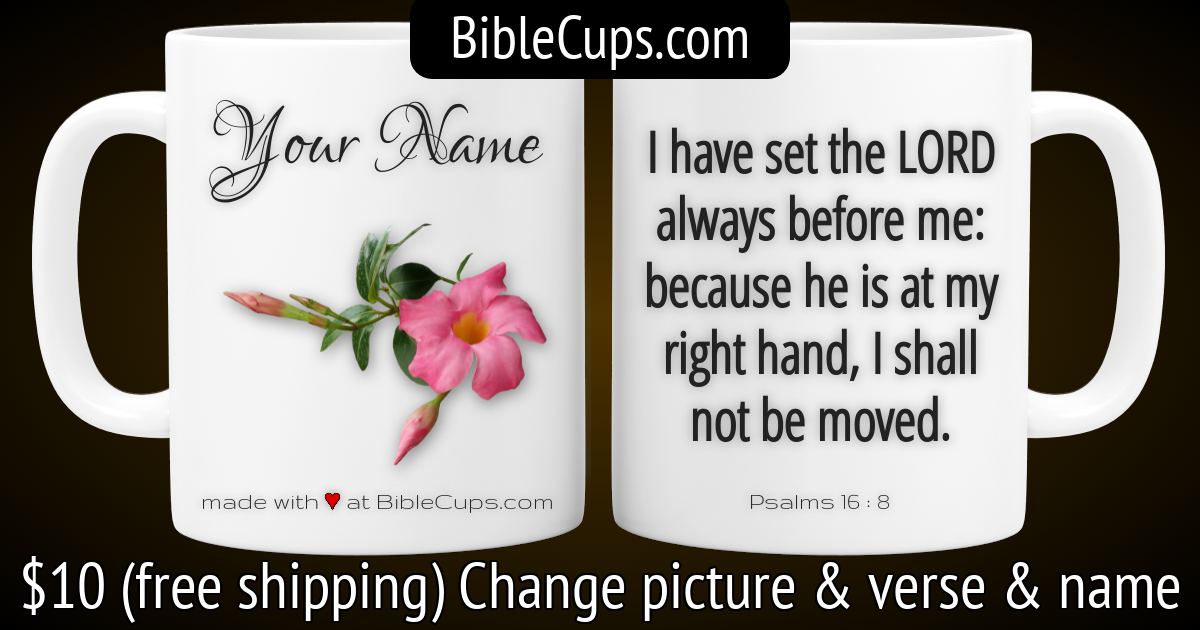 BibleCups.com
Your Name
made with ♥ at BibleCups.com
I have set the LORD
always before me:
because he is at my
right hand, I shall
not be moved.
Psalms 16 : 8
$10 (free shipping) Change picture & verse & name